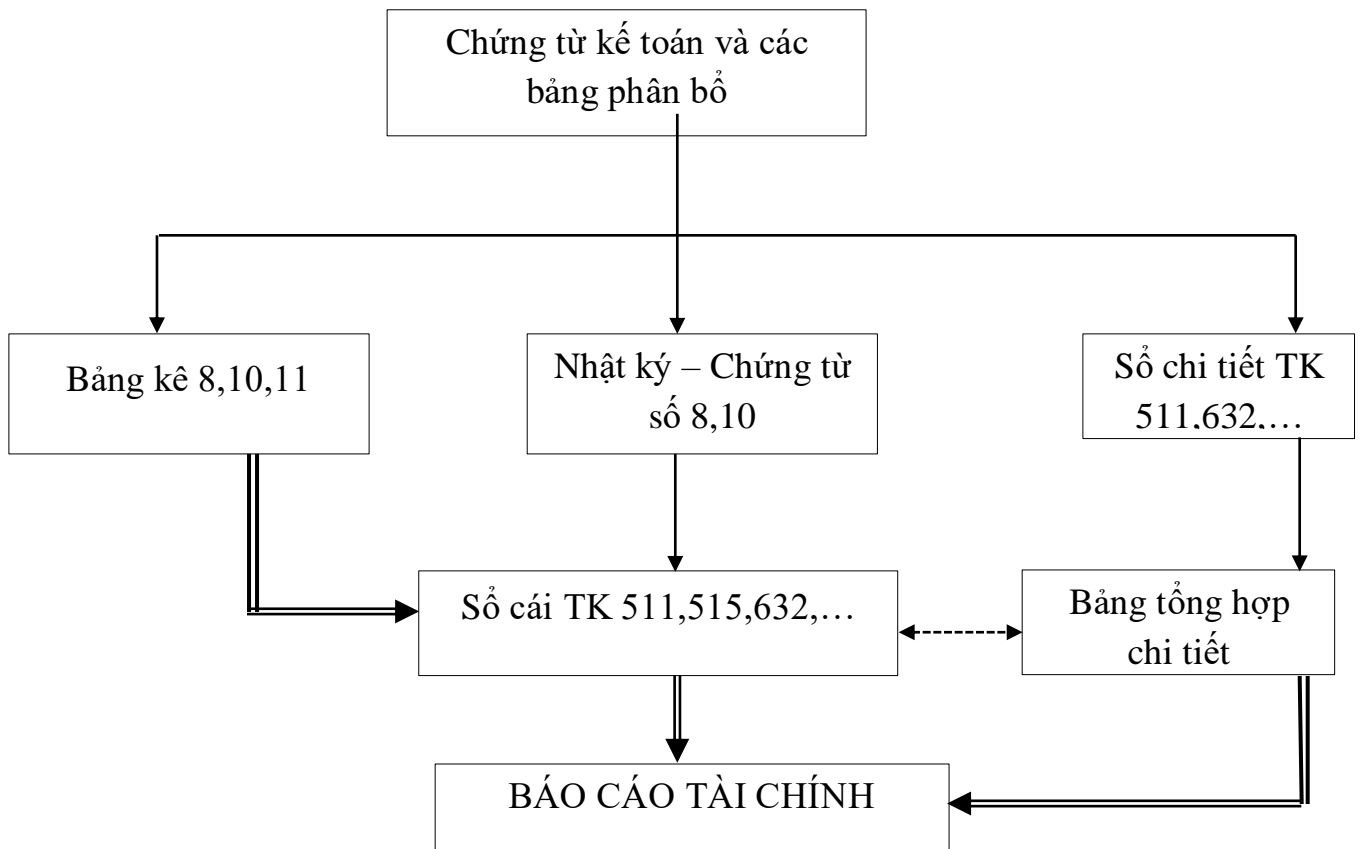 Chứng từ kế toán và các
bảng phân bổ
Bảng kê 8,10,11
Nhật ký – Chứng từ
số 8,10
Sổ chi tiết TK
511,632,…
Sổ cái TK 511,515,632,…
Bảng tổng hợp
chi tiết
BÁO CÁO TÀI CHÍNH